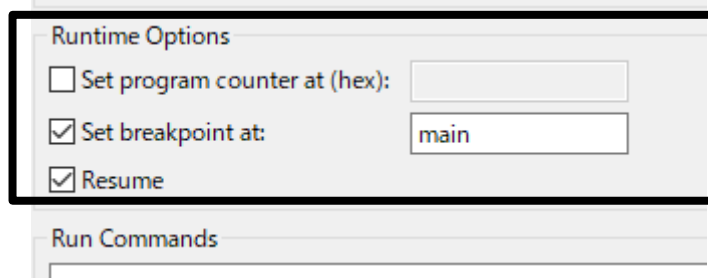 Runtime Options
Set program counter at (hex):
Set breakpoint at: main
Resume
Run Commands